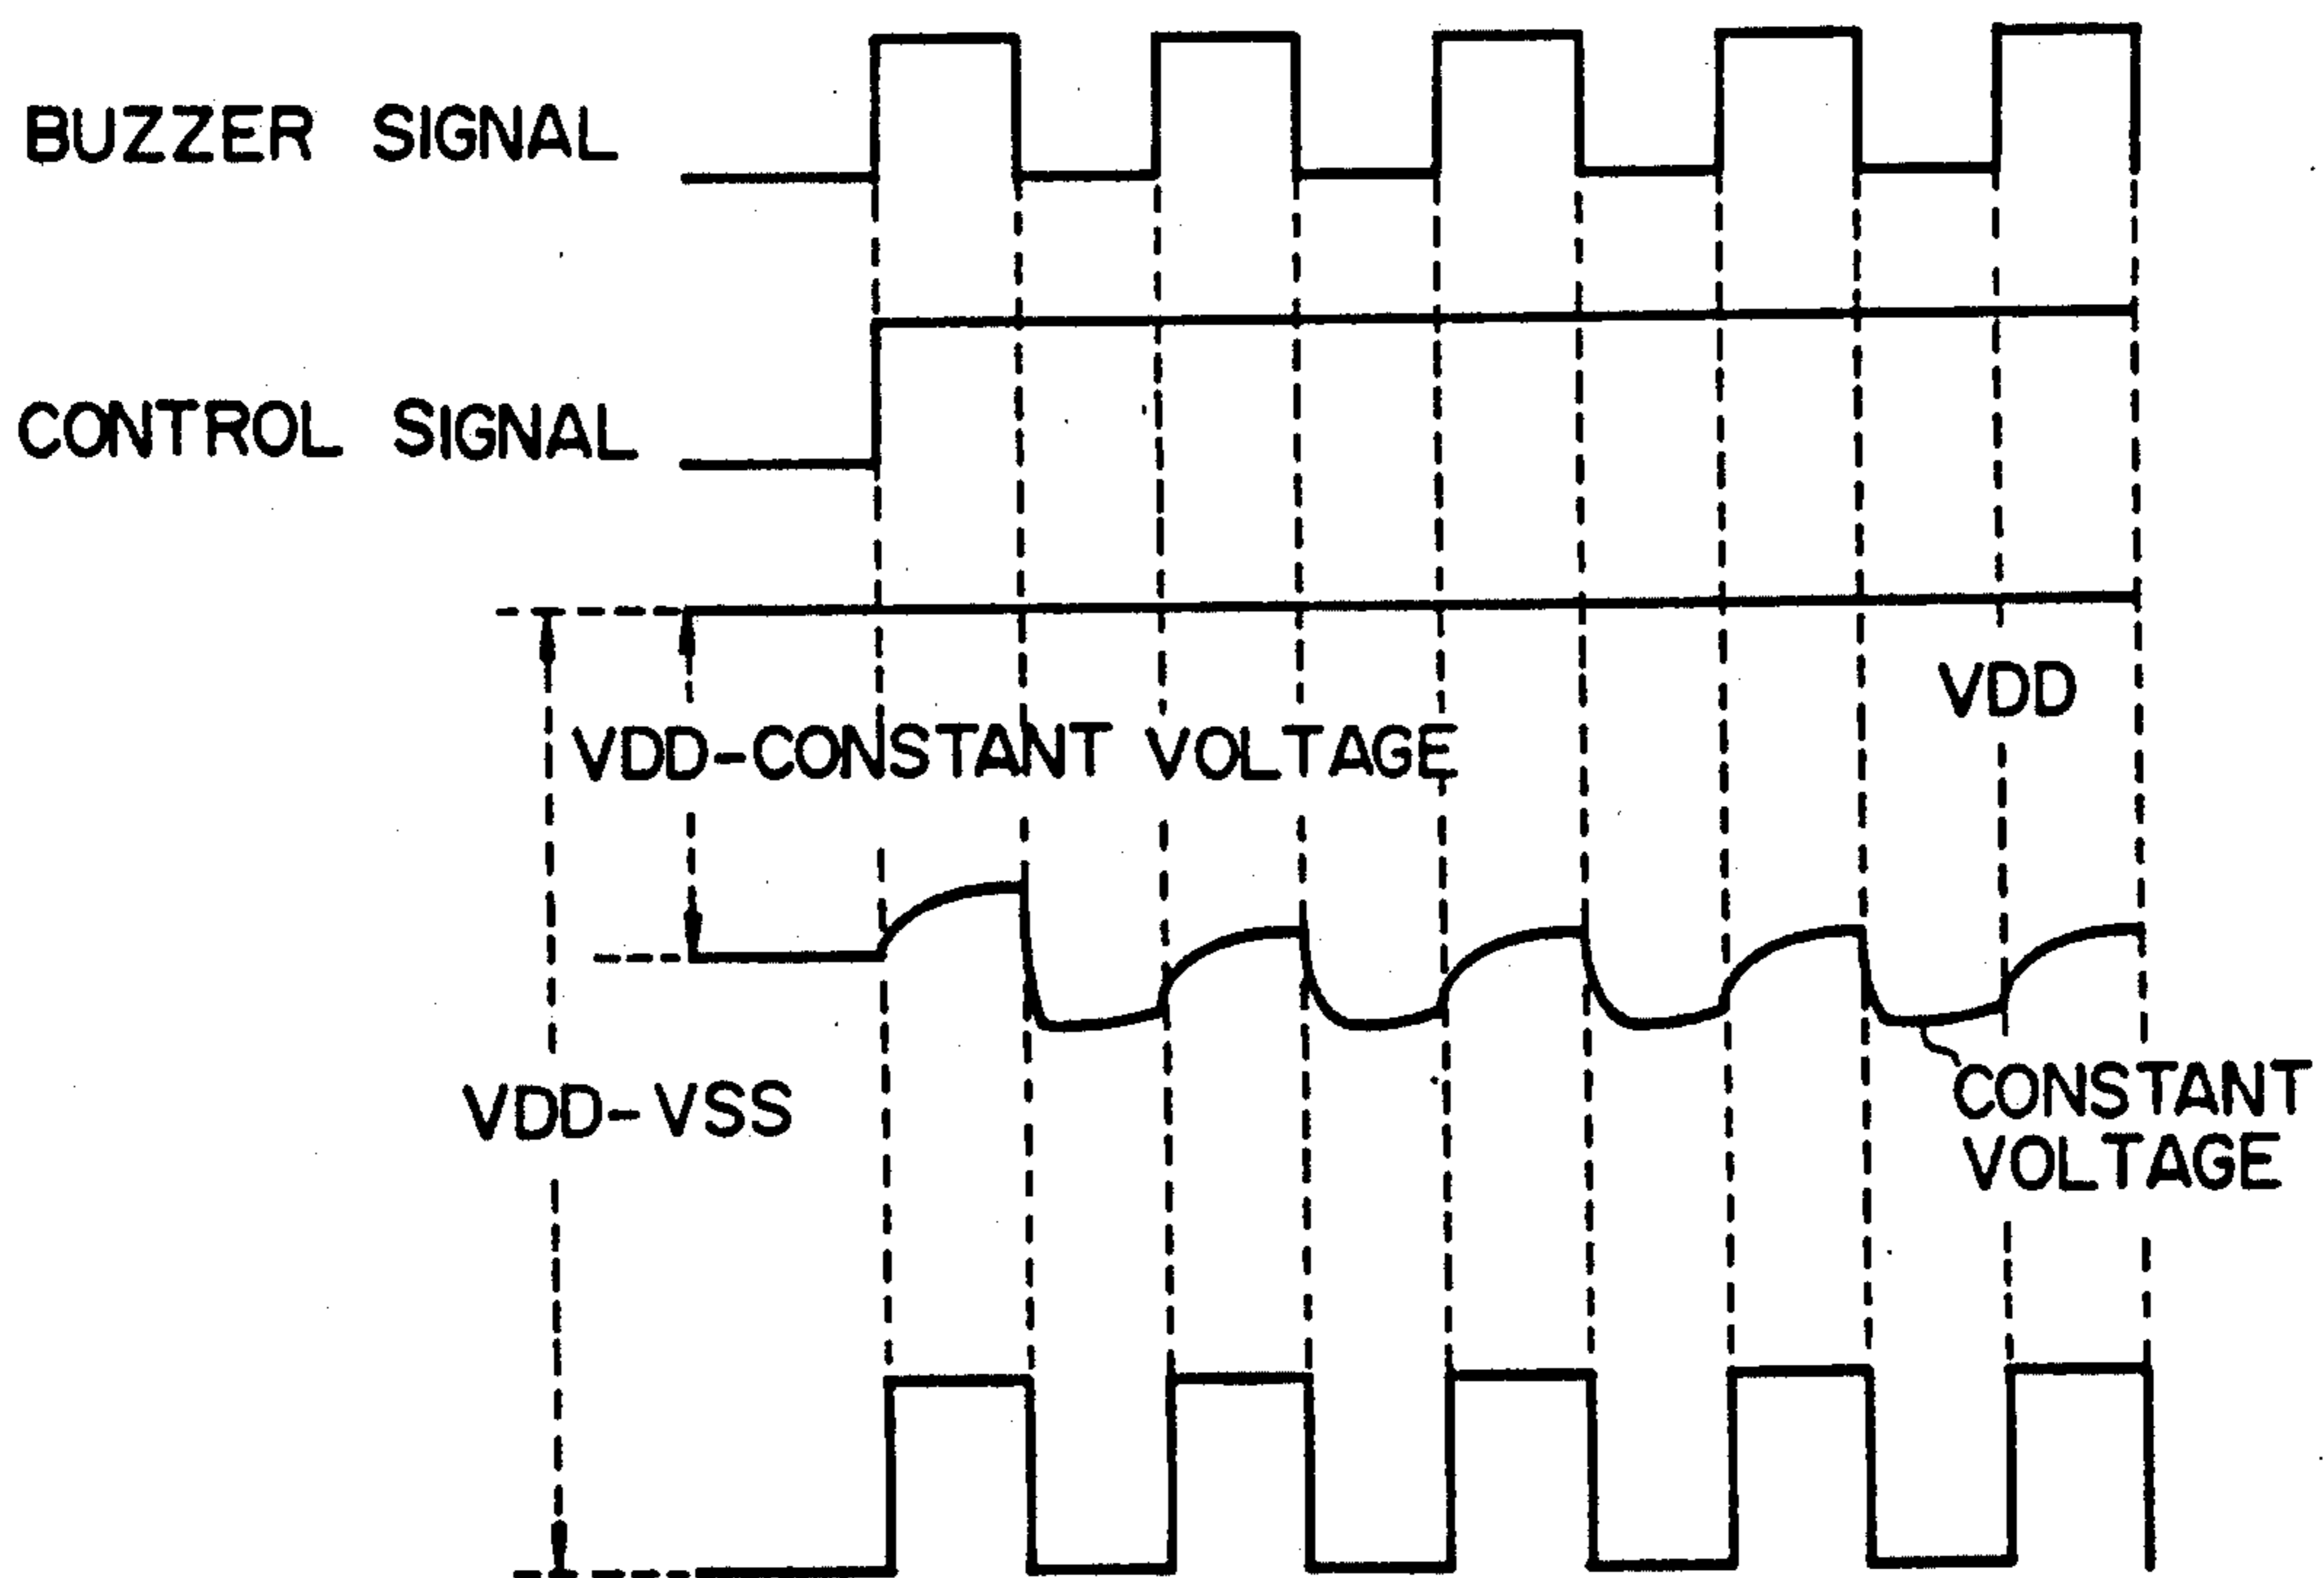 BUZZER SIGNAL
CONTROL SIGNAL
VDD
VDD-CONSTANT VOLTAGE
VDD-VSS
CONSTANT
VOLTAGE